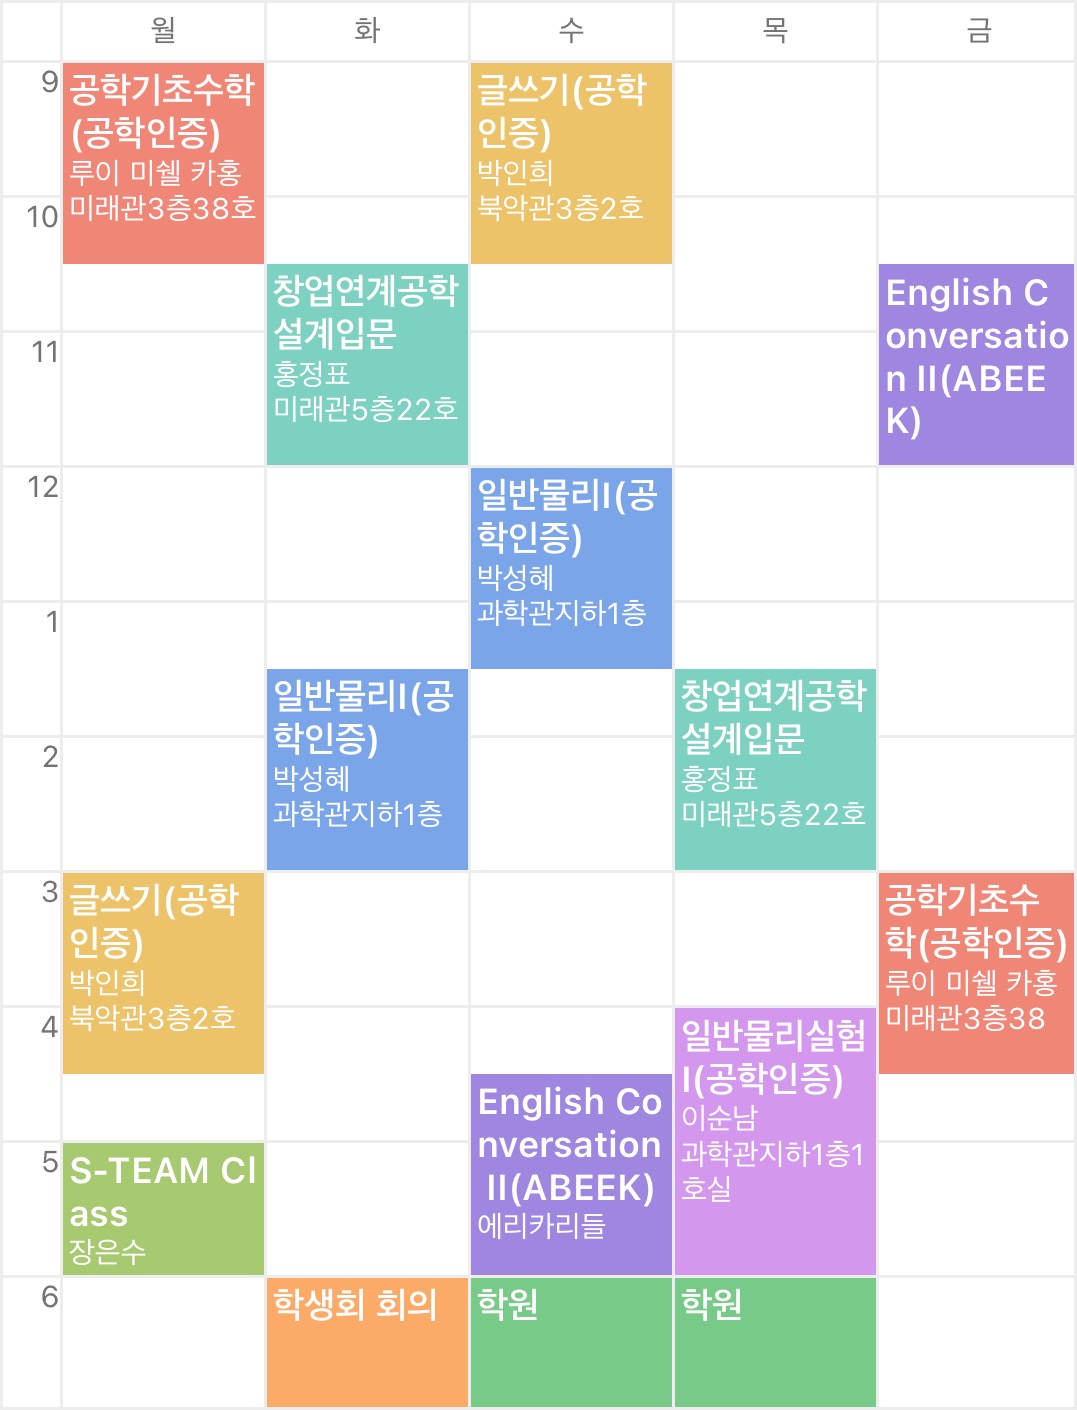 월 화 수 목 금
9
공학기초수학
(공학인증)
루이 미쉘 카홍
미래관3층38호
글쓰기(공학
인증)
박인희
북악관3층2호
10
창업연계공학
설계입문
홍정표
미래관5층22호
English C
onversatio
n II(ABEE
K)
11
12
일반물리I(공
학인증)
박성혜
과학관지하1층
1
일반물리I(공
학인증)
박성혜
과학관지하1층
창업연계공학
설계입문
홍정표
미래관5층22호
2
3
글쓰기(공학
인증)
박인희
북악관3층2호
공학기초수
학(공학인증)
루이 미쉘 카홍
미래관3층38
4
일반물리실험
I(공학인증)
이순남
과학관지하1층1
호실
English Co
nversation
II(ABEEK)
에리카리들
5
S-TEAM Cl
ass
장은수
6
학생회 회의
학원
학원